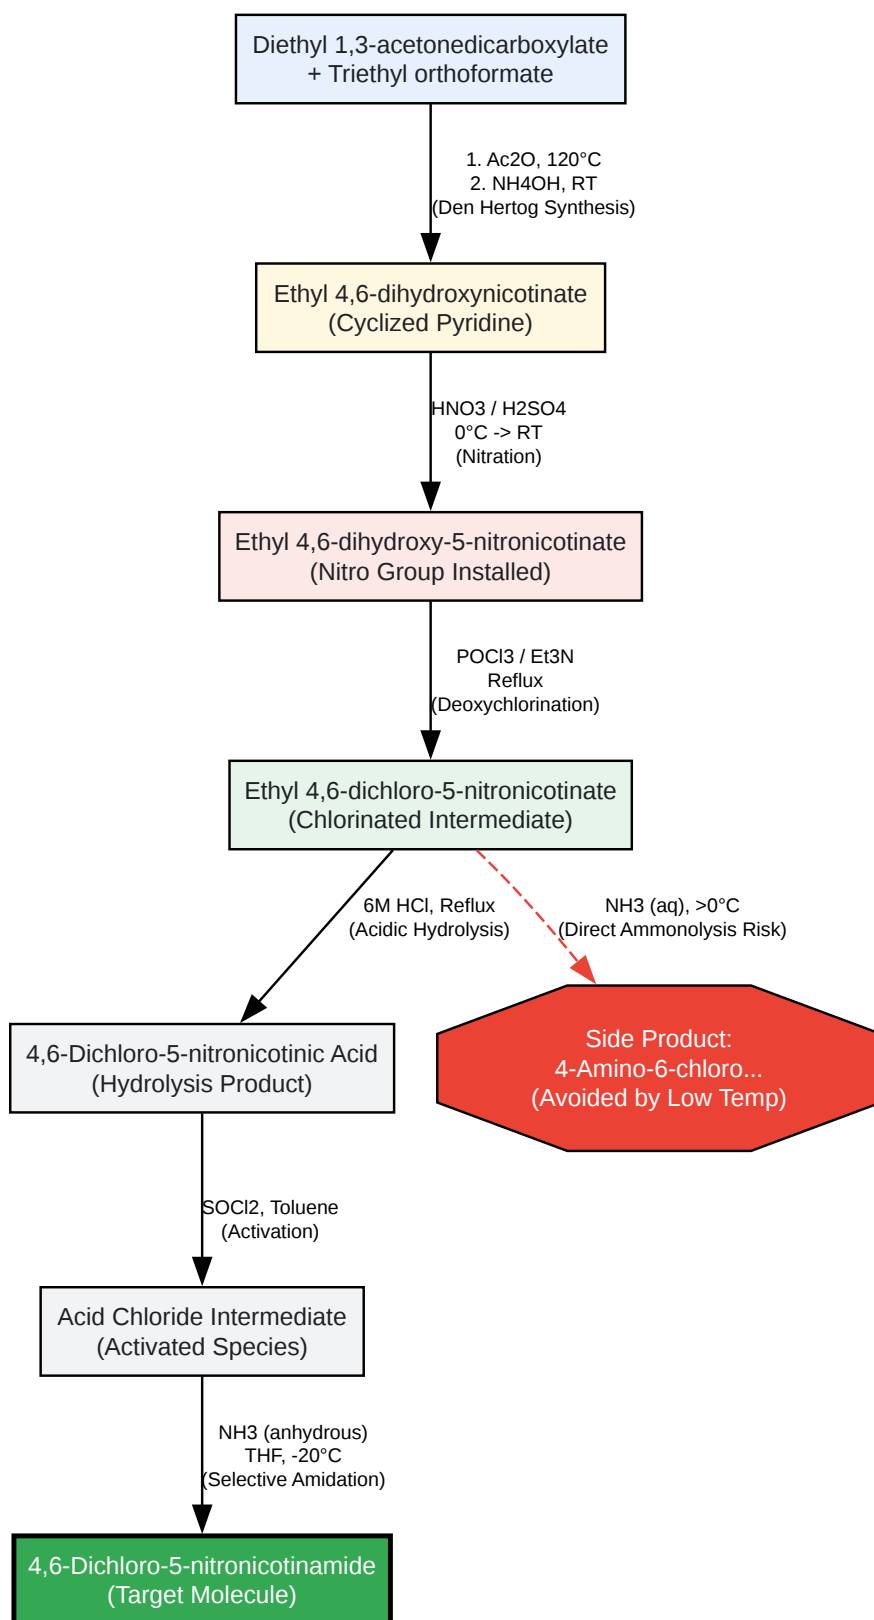 Diethyl 1,3-acetonedicarboxylate
+ Triethyl orthoformate
1. Ac2O, 120°C
2. NH4OH, RT
(Den Hertog Synthesis)
Ethyl 4,6-dihydroxynicotinate
(Cyclized Pyridine)
HNO3 / H2SO4
0°C -> RT
(Nitration)
Ethyl 4,6-dihydroxy-5-nitronicotinate
(Nitro Group Installed)
POCl3 / Et3N
Reflux
(Deoxychlorination)
Ethyl 4,6-dichloro-5-nitronicotinate
(Chlorinated Intermediate)
6M HCl, Reflux
(Acidic Hydrolysis)
NH3 (aq), >0°C
(Direct Ammonolysis Risk)
4,6-Dichloro-5-nitronicotinic Acid
(Hydrolysis Product)
Side Product:
4-Amino-6-chloro...
(Avoided by Low Temp)
SOCl2, Toluene
(Activation)
Acid Chloride Intermediate
(Activated Species)
NH3 (anhydrous)
THF, -20°C
(Selective Amidation)
4,6-Dichloro-5-nitronicotinamide
(Target Molecule)